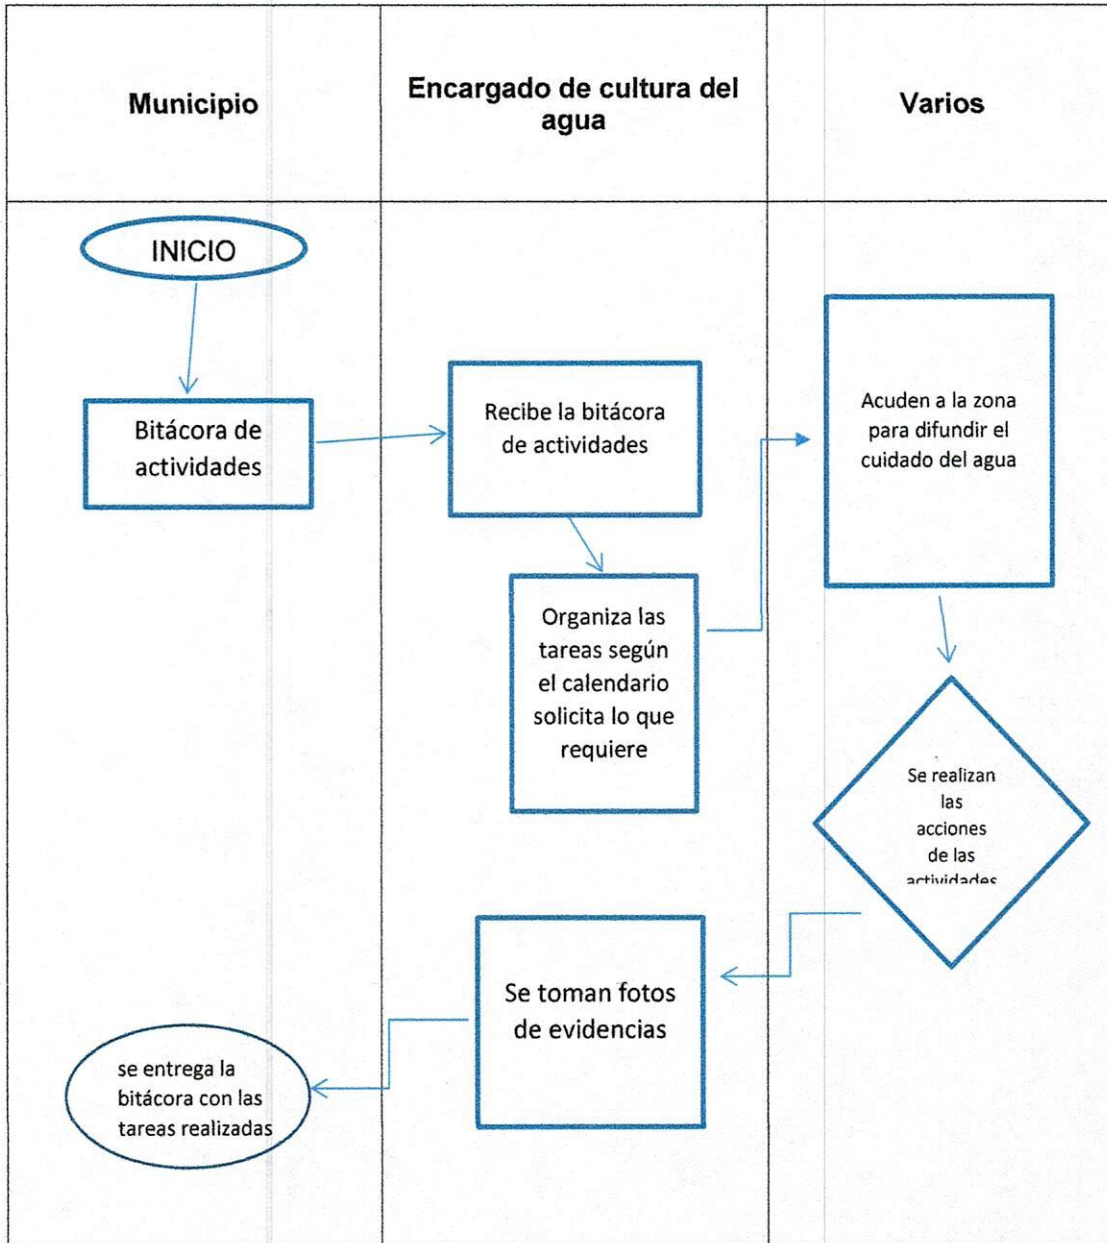 Municipio
Encargado de cultura del
agua
Varios
INICIO
Bitácora de
actividades
Recibe la bitácora
de actividades
Organiza las
tareas según
el calendario
solicita lo que
requiere
Acuden a la zona
para difundir el
cuidado del agua
Se realizan
las
acciones
de las
actividades
Se toman fotos
de evidencias
se entrega la
bitácora con las
tareas realizadas